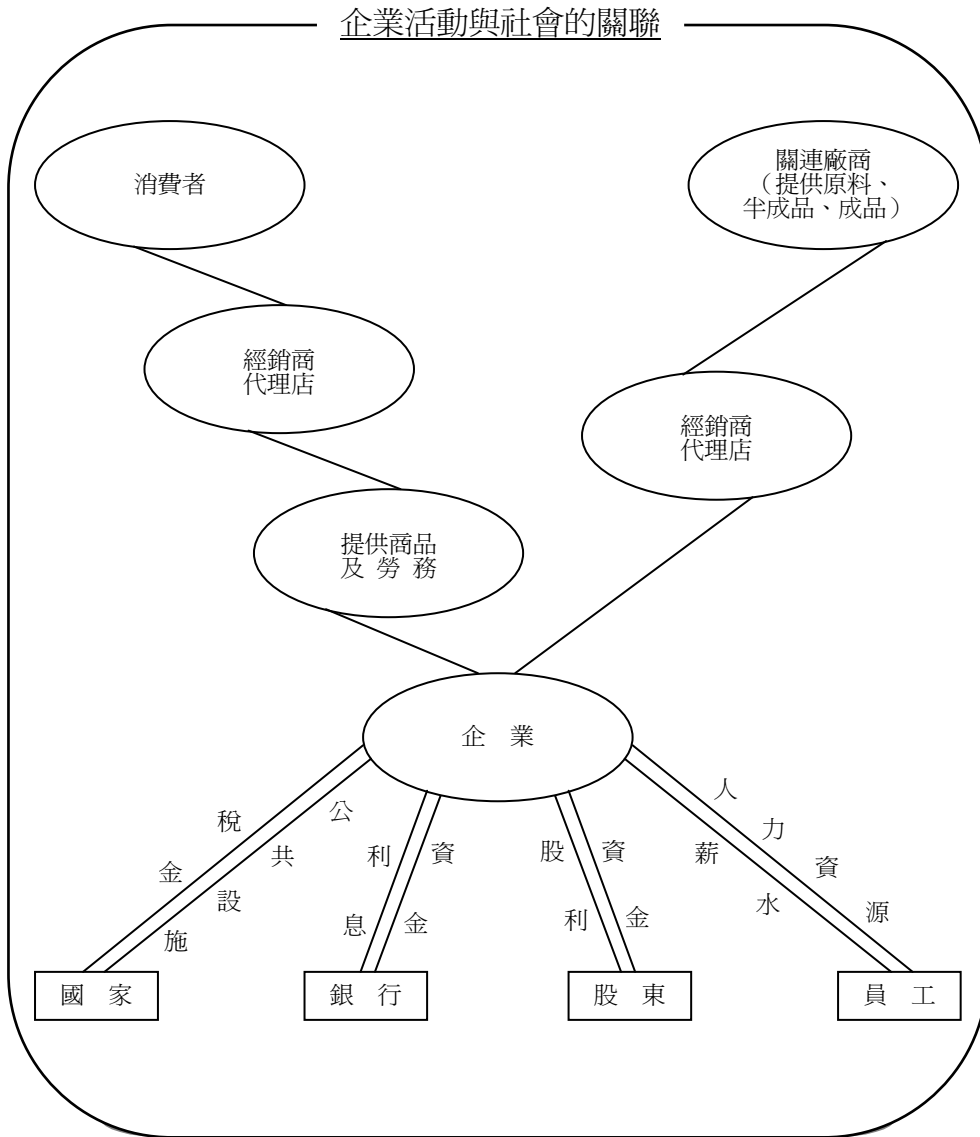 企業活動與社會的關聯
消費者
關連廠商
（提供原料、
半成品、成品）
經銷商
代理店
經銷商
代理店
提供商品
及勞務
企業
稅金
公共設施
利息
資金
股利
資金
薪水
人力資源
國家
銀行
股東
員工